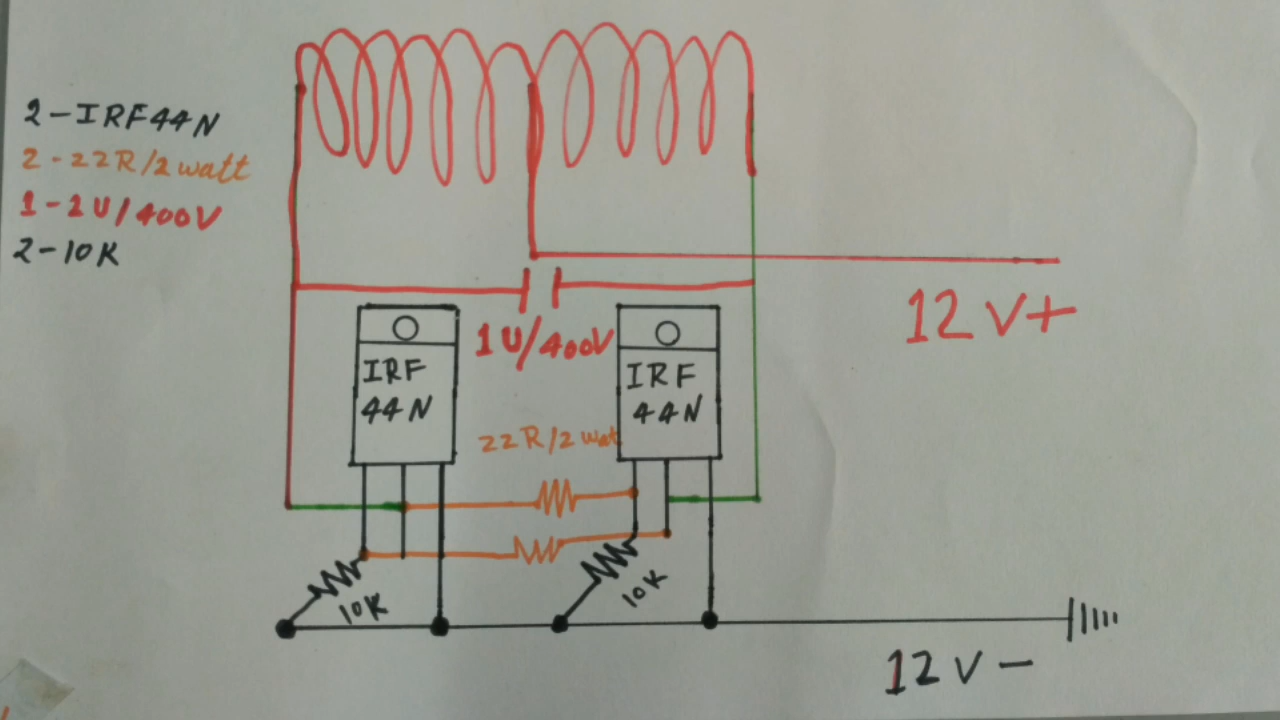 2-IRF44N
2-22R/2watt
1-2U/400V
2-10K
12V+
1U/400V
IRF
44N
IRF
44N
22R/2wat
10K
10K
12V-